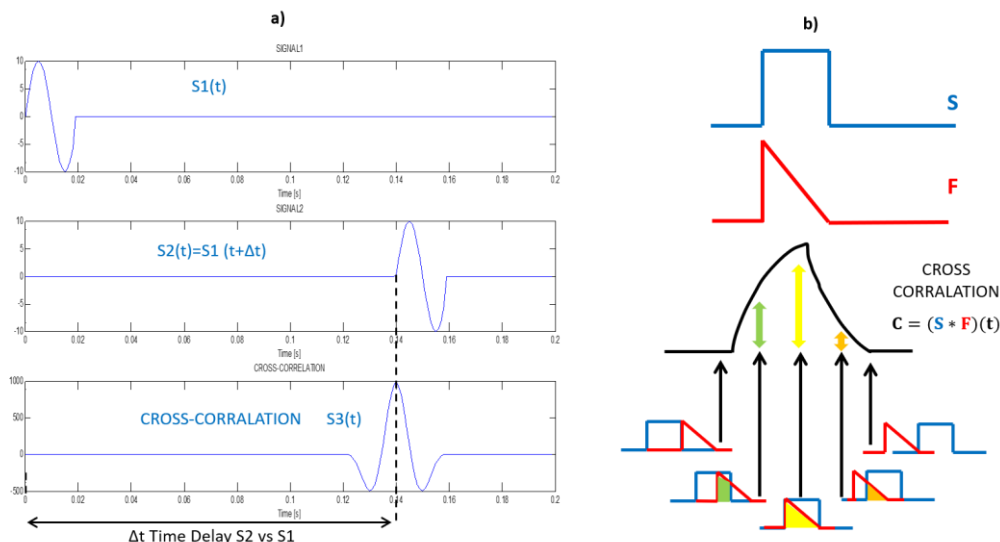 a)
SIGNAL1
10
5
0
-5
-10
S1(t)
0 0.02 0.04 0.06 0.08 0.1 0.12 0.14 0.16 0.18 0.2
Time [s]
SIGNAL2
10
5
0
-5
-10
S2(t)=S1 (t+Δt)
0 0.02 0.04 0.06 0.08 0.1 0.12 0.14 0.16 0.18 0.2
Time [s]
CROSS-CORRELATION
1000
500
0
-500
CROSS-CORRALATION S3(t)
0 0.02 0.04 0.06 0.08 0.1 0.12 0.14 0.16 0.18 0.2
Time [s]
Δt Time Delay S2 vs S1
b)
S
F
CROSS
CORRALATION
C = (S * F)(t)